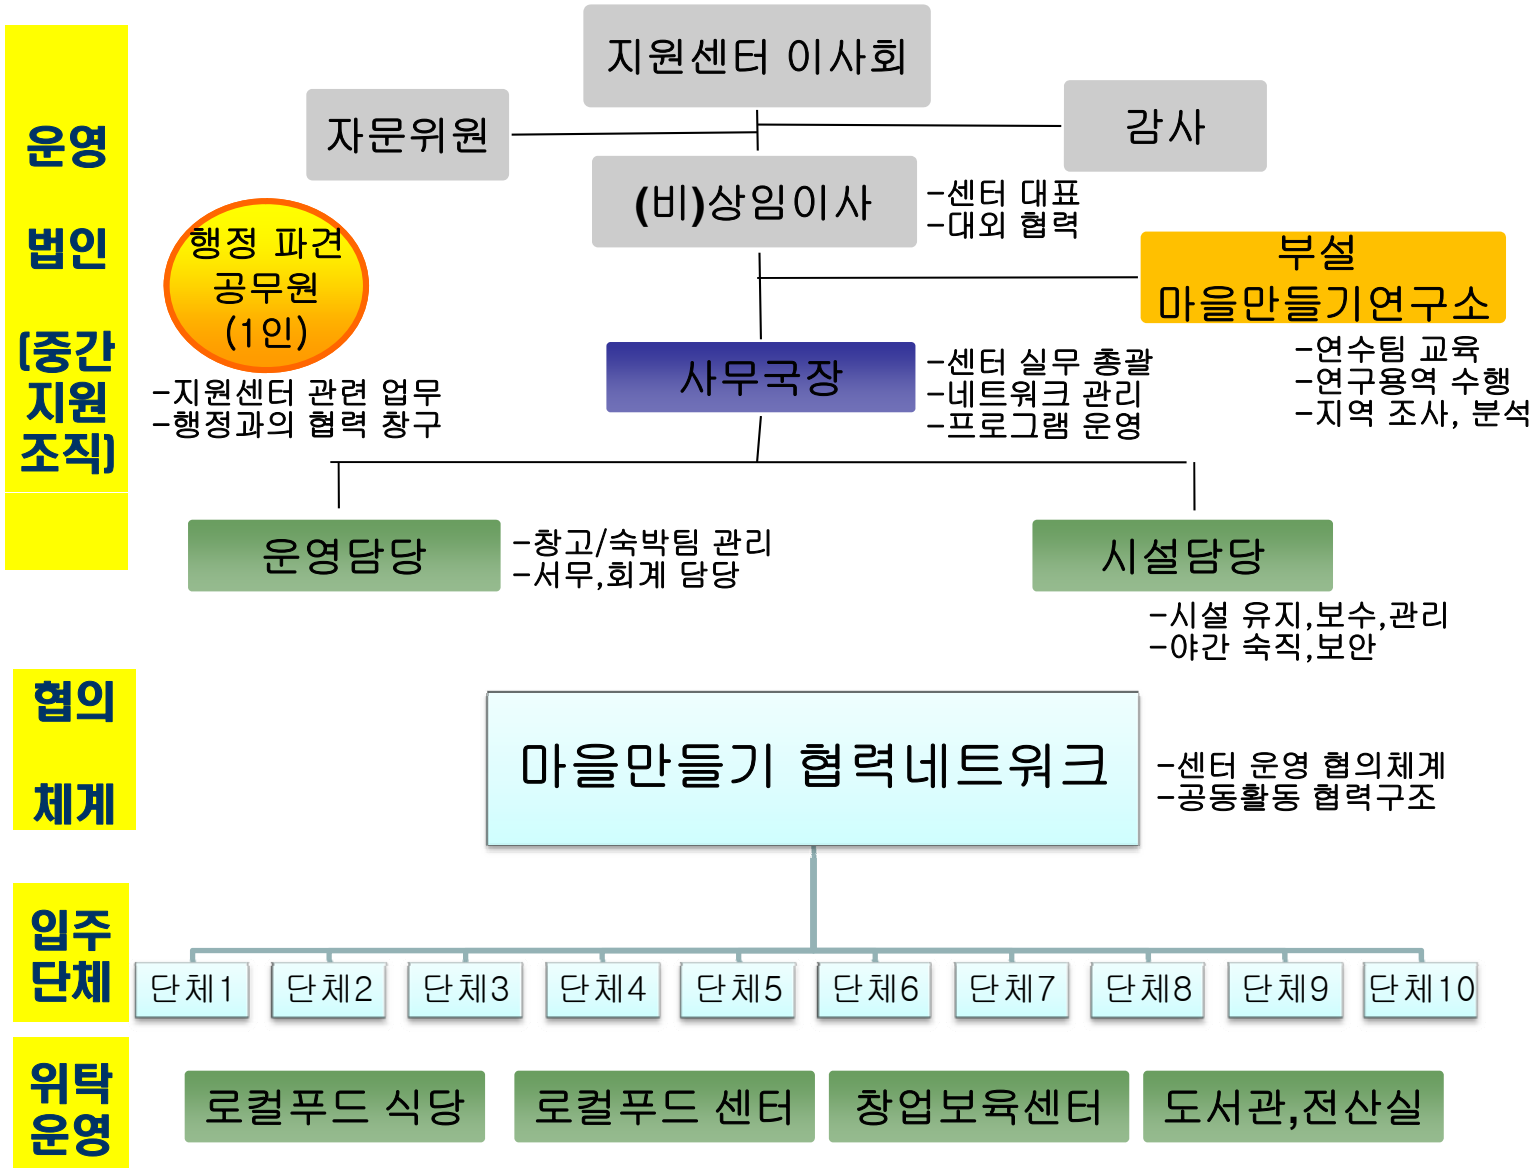 지원센터 이사회
자문위원
감사
(비)상임이사
-센터 대표
-대외 협력
운영
법인
(중간
지원
조직)
행정 파견
공무원
(1인)
-지원센터 관련 업무
-행정과의 협력 창구
부설
마을만들기연구소
-연수팀 교육
-연구용역 수행
-지역 조사, 분석
사무국장
-센터 실무 총괄
-네트워크 관리
-프로그램 운영
운영담당
-창고/숙박팀 관리
-서무,회계 담당
시설담당
-시설 유지,보수,관리
-야간 숙직,보안
협의
체계
마을만들기 협력네트워크
-센터 운영 협의체계
-공동활동 협력구조
입주
단체
단체1
단체2
단체3
단체4
단체5
단체6
단체7
단체8
단체9
단체10
위탁
운영
로컬푸드 식당
로컬푸드 센터
창업보육센터
도서관,전산실